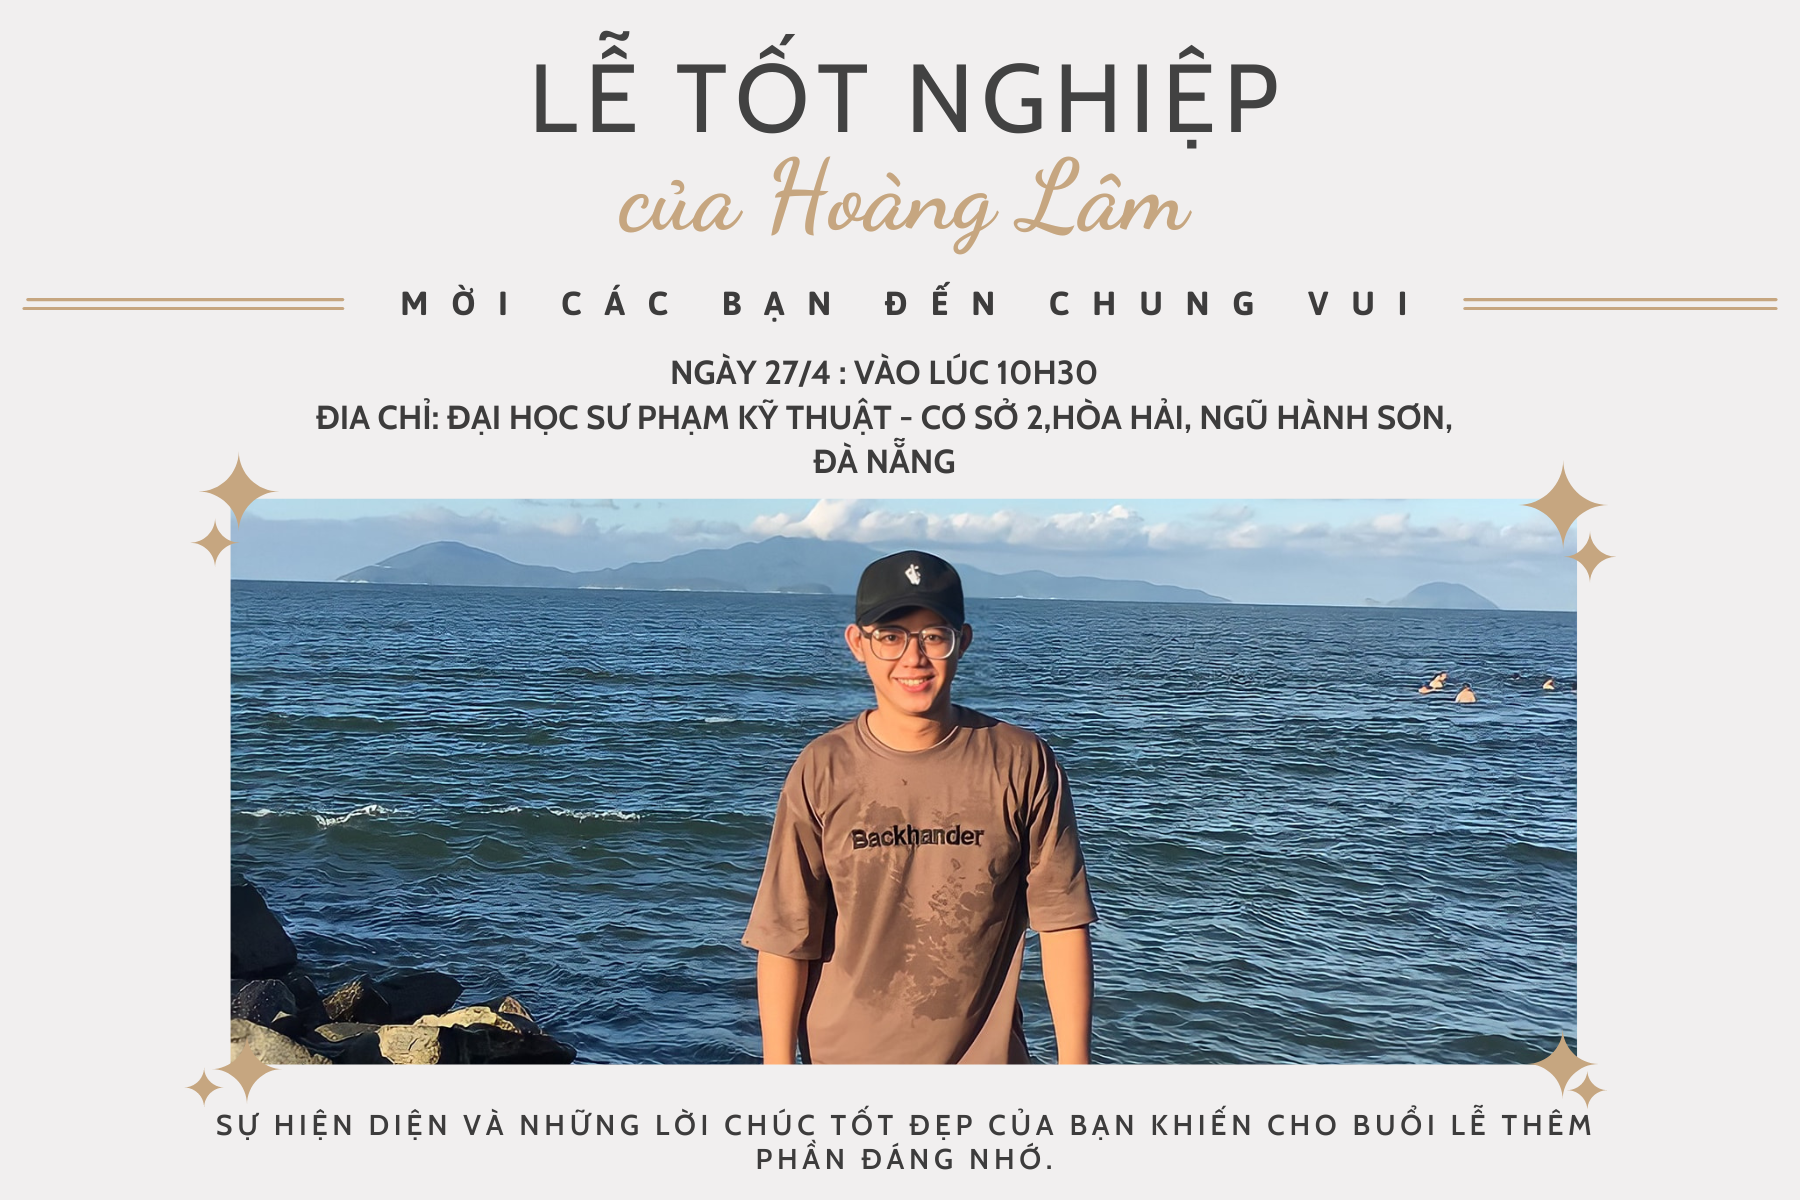 LỄ TỐT NGHIỆP
của Hoàng Lâm
MỜI CÁC BẠN ĐẾN CHUNG VUI
NGÀY 27/4 : VÀO LÚC 10H30
ĐIA CHỈ: ĐẠI HỌC SƯ PHẠM KỸ THUẬT - CƠ SỞ 2,HÒA HẢI, NGŨ HÀNH SƠN,
ĐÀ NẴNG
Backhander
SỰ HIỆN DIỆN VÀ NHỮNG LỜI CHÚC TỐT ĐẸP CỦA BẠN KHIẾN CHO BUỔI LỄ THÊM
PHẦN ĐÁNG NHỚ.